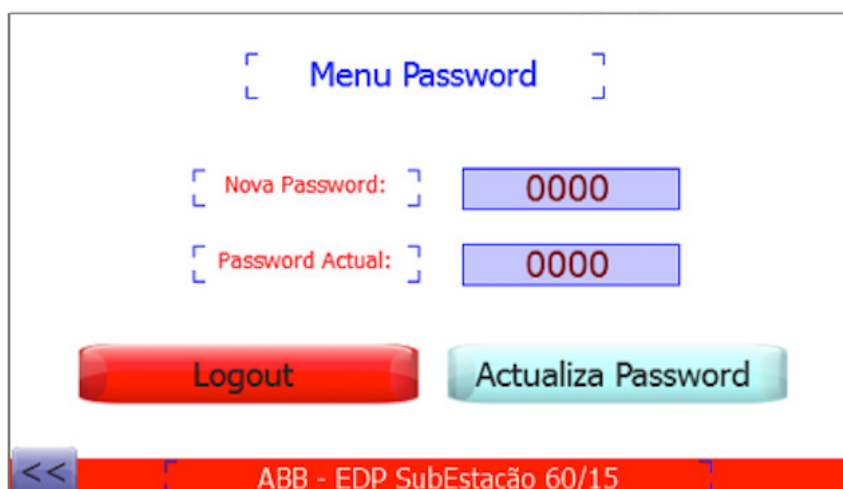 Menu Password
Nova Password: 0000
Password Actual: 0000
Logout Actualiza Password
<< ABB - EDP SubEstação 60/15